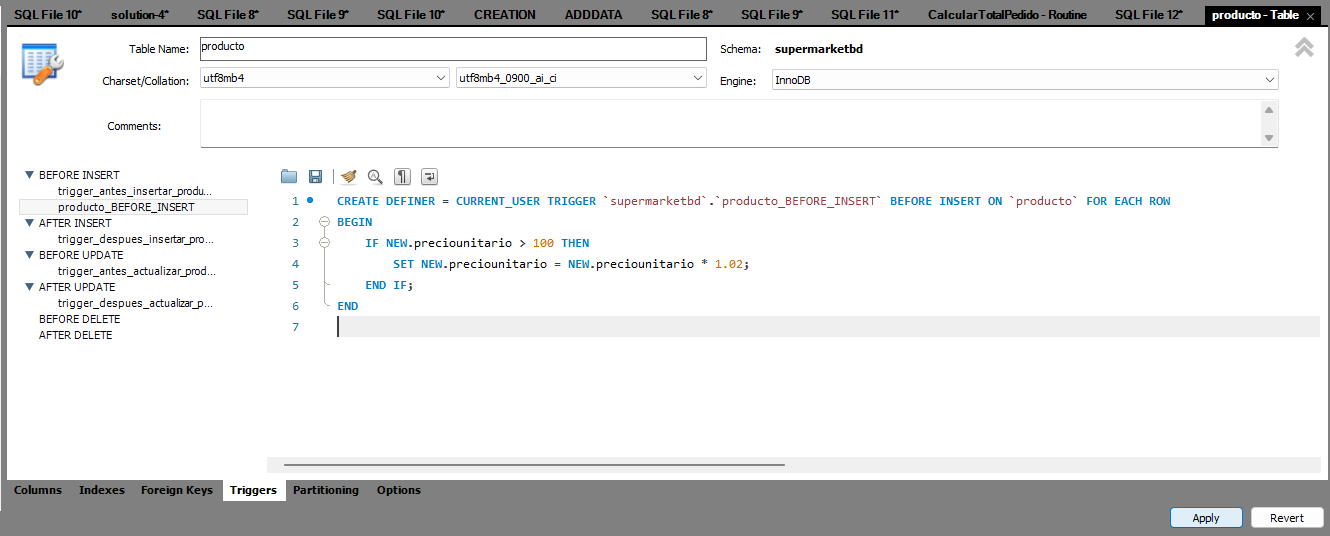 SQL File 10* solution-4* SQL File 8* SQL File 9* SQL File 10* CREATION ADDDATA SQL File 8* SQL File 9* SQL File 11* CalcularTotalPedido - Routine SQL File 12* producto - Table
Table Name: producto Schema: supermarketbd
Charset/Collation: utf8mb4 utf8mb4_0900_ai_ci Engine: InnoDB
Comments:
BEFORE INSERT
trigger_antes_insertar_produ...
producto_BEFORE_INSERT
AFTER INSERT
trigger_despues_insertar_pro...
BEFORE UPDATE
trigger_antes_actualizar_prod...
AFTER UPDATE
trigger_despues_actualizar_p...
BEFORE DELETE
AFTER DELETE
1 CREATE DEFINER = CURRENT_USER TRIGGER `supermarketbd`.`producto_BEFORE_INSERT` BEFORE INSERT ON `producto` FOR EACH ROW
2 BEGIN
3 IF NEW.preciounitario > 100 THEN
4 SET NEW.preciounitario = NEW.preciounitario * 1.02;
5 END IF;
6 END
7
Columns Indexes Foreign Keys Triggers Partitioning Options
Apply Revert